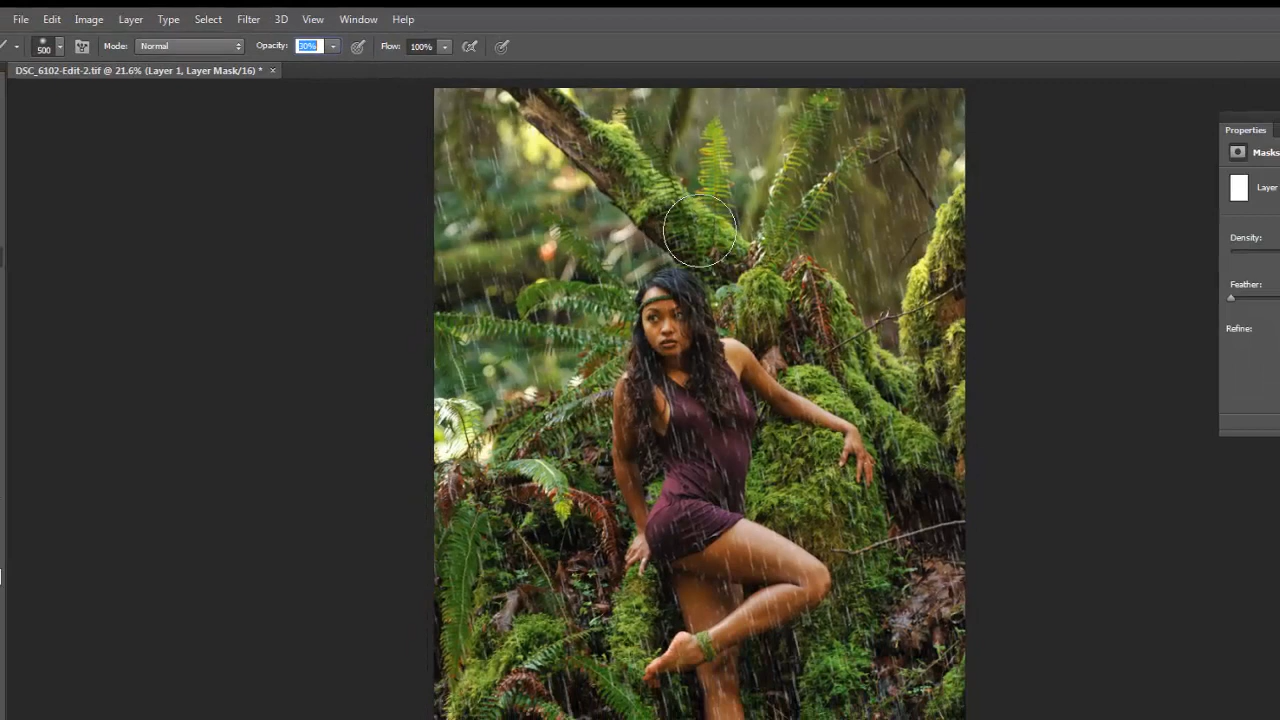 File Edit Image Layer Type Select Filter 3D View Window Help
500 Mode: Normal Opacity: 30% Flow: 100%
DSC_6102-Edit-2.tif @ 21.6% (Layer 1, Layer Mask/16) * ×
Properties
Masks
Layer
Density:
Feather:
Refine: